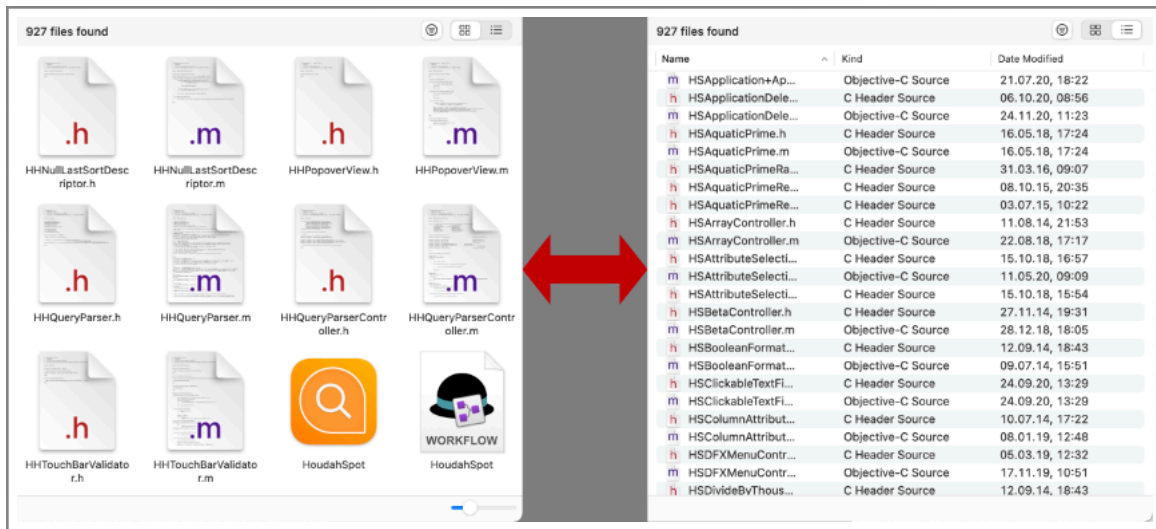 927 files found
.h
.m
.h
.m
HHNullLastSortDesc
riptor.h
HHNullLastSortDesc
riptor.m
HHPopoverView.h
HHPopoverView.m
.h
.m
.h
.m
HHQueryParser.h
HHQueryParser.m
HHQueryParserContr
oller.h
HHQueryParserContr
oller.m
.h
.m
WORKFLOW
HHTouchBarValidato
r.h
HHTouchBarValidato
r.m
HoudahSpot
HoudahSpot
927 files found
Name Kind Date Modified
m HSApplication+Ap... Objective-C Source 21.07.20, 18:22
h HSApplicationDele... C Header Source 06.10.20, 08:56
m HSApplicationDele... Objective-C Source 24.11.20, 11:23
h HSAquaticPrime.h C Header Source 16.05.18, 17:24
m HSAquaticPrime.m Objective-C Source 16.05.18, 17:24
h HSAquaticPrimeRa... C Header Source 31.03.16, 09:07
h HSAquaticPrimeRe... C Header Source 08.10.15, 20:35
h HSAquaticPrimeRe... C Header Source 03.07.15, 10:22
h HSArrayController.h C Header Source 11.08.14, 21:53
m HSArrayController.m Objective-C Source 22.08.18, 17:17
h HSAttributeSelecti... C Header Source 15.10.18, 16:57
m HSAttributeSelecti... Objective-C Source 11.05.20, 09:09
h HSAttributeSelecti... C Header Source 15.10.18, 15:54
h HSBetaController.h C Header Source 27.11.14, 19:31
m HSBetaController.m Objective-C Source 28.12.18, 18:05
h HSBooleanFormat... C Header Source 12.09.14, 18:43
m HSBooleanFormat... Objective-C Source 09.07.14, 15:51
h HSClickableTextFi... C Header Source 24.09.20, 13:29
m HSClickableTextFi... Objective-C Source 24.09.20, 13:29
h HSColumnAttribut... C Header Source 10.07.14, 17:22
m HSColumnAttribut... Objective-C Source 08.01.19, 12:48
h HSDFXMenuContr... C Header Source 05.03.19, 12:32
m HSDFXMenuContr... Objective-C Source 17.11.19, 10:51
h HSDivideByThous... C Header Source 12.09.14, 18:43